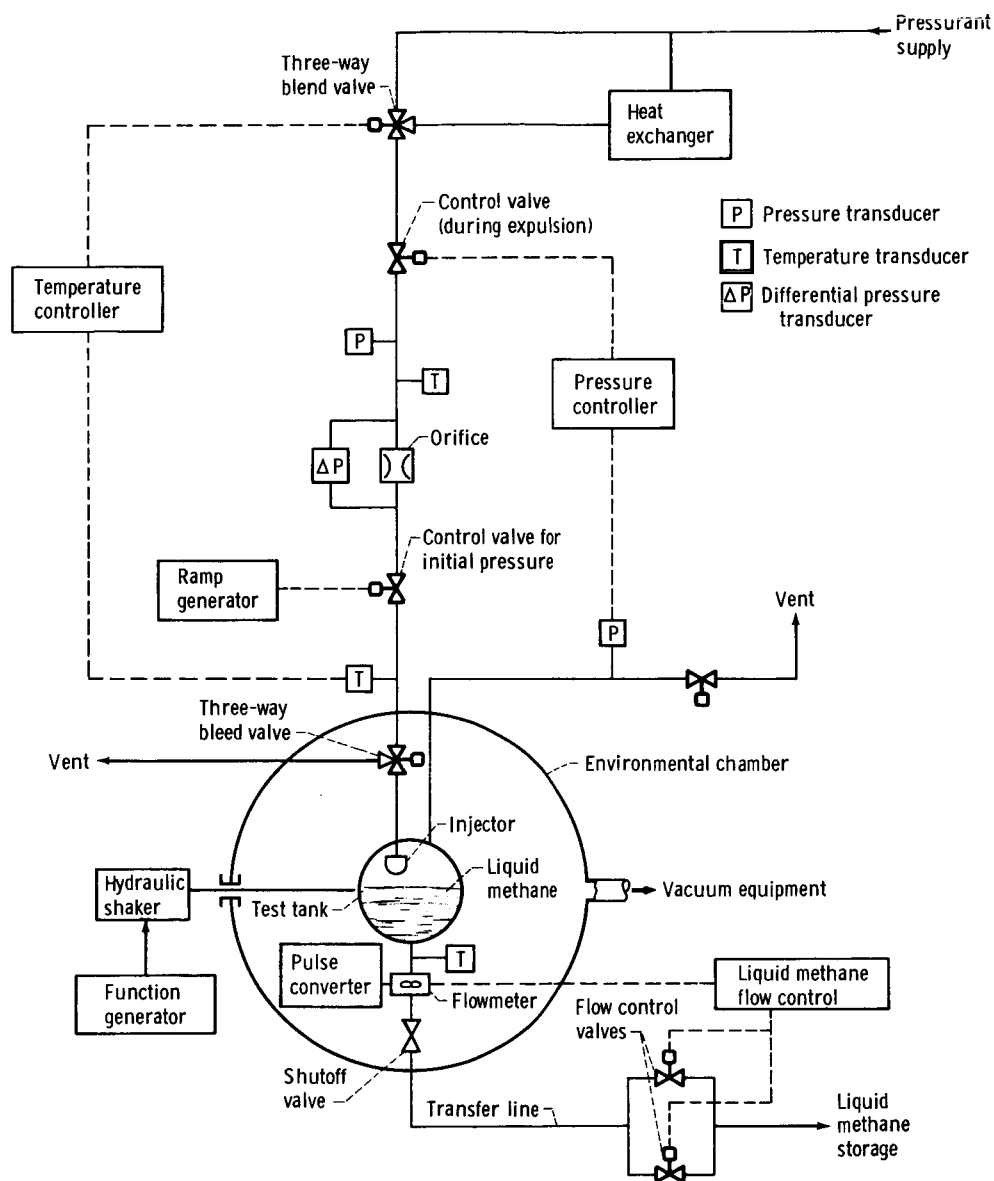 Pressurant
supply
Three-way
blend valve
Heat
exchanger
Control valve
(during expulsion)
P Pressure transducer
T Temperature transducer
ΔP Differential pressure
transducer
Temperature
controller
P
T
Pressure
controller
Orifice
ΔP
Control valve for
initial pressure
Ramp
generator
Vent
P
T
Three-way
bleed valve
Vent
Environmental chamber
Injector
Liquid
methane
Hydraulic
shaker
Test tank
Vacuum equipment
T
Pulse
converter
Flowmeter
Liquid methane
flow control
Function
generator
Flow control
valves
Shutoff
valve
Transfer line
Liquid
methane
storage